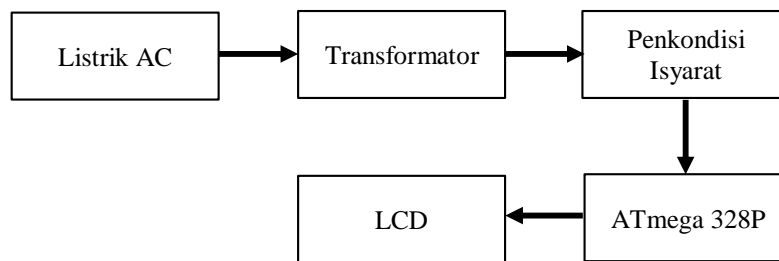 Listrik AC
Transformator
Penkondisi
Isyarat
LCD
ATmega 328P